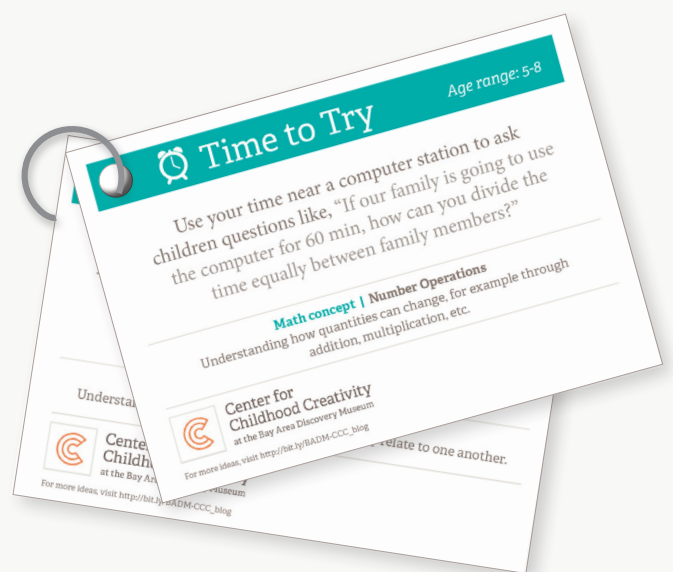 Time to Try
Age range: 5-8
Use your time near a computer station to ask
children questions like, “If our family is going to use
the computer for 60 min, how can you divide the
time equally between family members?”
Math concept | Number Operations
Understanding how quantities can change, for example through
addition, multiplication, etc.
Center for
Childhood Creativity
at the Bay Area Discovery Museum
For more ideas, visit http://bit.ly/BADM-CCC_blog
relate to one another.
at the Bay Museum
For more ideas, visit http://bit.ly/BADM-CCC_blog